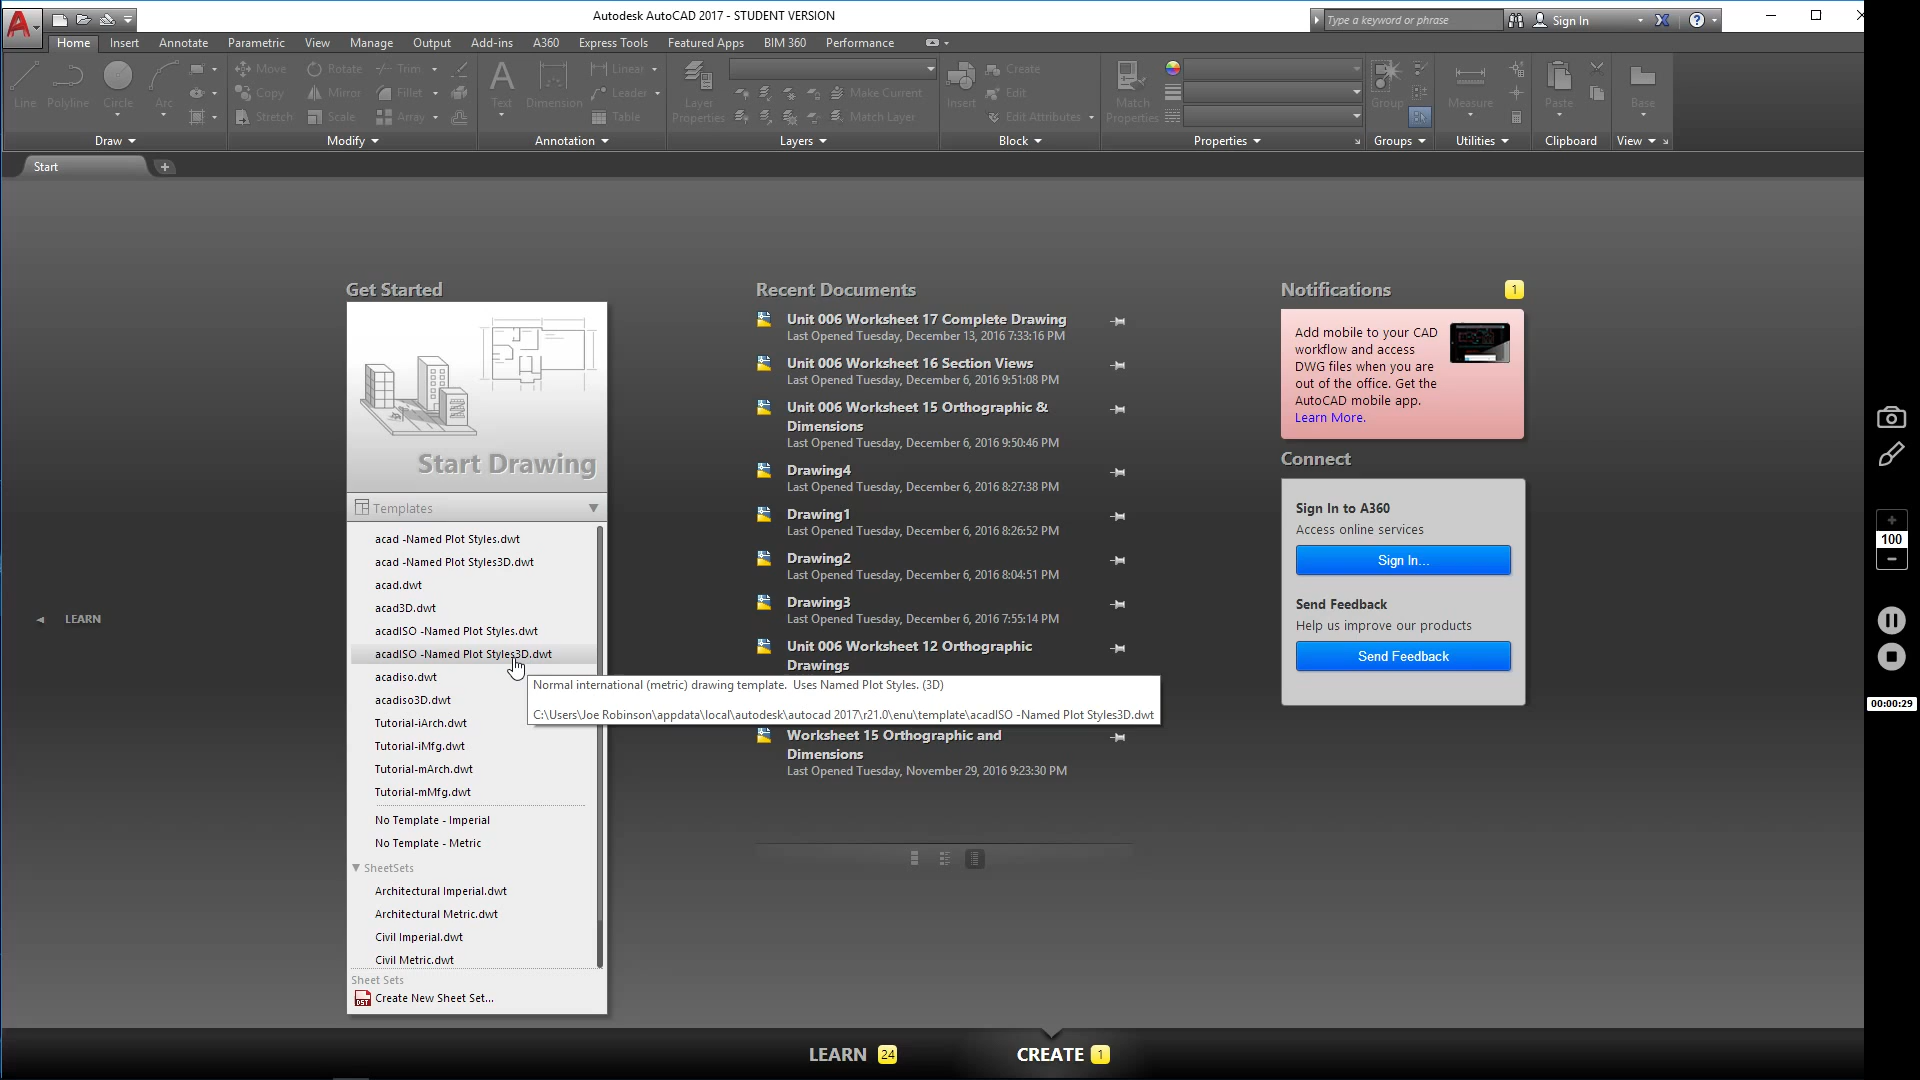 Autodesk AutoCAD 2017 - STUDENT VERSION
Type a keyword or phrase
Sign In
Home Insert Annotate Parametric View Manage Output Add-ins A360 Express Tools Featured Apps BIM 360 Performance
Line
Polyline
Circle
Arc
Move
Rotate
Trim
Copy
Mirror
Fillet
Stretch
Scale
Array
Text
Dimension
Linear
Leader
Table
Layer
Properties
Make Current
Match Layer
Insert
Create
Edit
Edit Attributes
Match
Properties
Group
Measure
Paste
Base
Draw
Modify
Annotation
Layers
Block
Properties
Groups
Utilities
Clipboard
View
Start
Get Started
Start Drawing
Templates
acad -Named Plot Styles.dwt
acad -Named Plot Styles3D.dwt
acad.dwt
acad3D.dwt
acadISO -Named Plot Styles.dwt
acadISO -Named Plot Styles3D.dwt
acadiso.dwt
acadiso3D.dwt
Tutorial-iArch.dwt
Tutorial-iMfg.dwt
Tutorial-mArch.dwt
Tutorial-mMfg.dwt
No Template - Imperial
No Template - Metric
SheetSets
Architectural Imperial.dwt
Architectural Metric.dwt
Civil Imperial.dwt
Civil Metric.dwt
Sheet Sets
DST
Create New Sheet Set...
LEARN
Normal international (metric) drawing template.  Uses Named Plot Styles. (3D)
C:\Users\Joe Robinson\appdata\local\autodesk\autocad 2017\r21.0\enu\template\acadISO -Named Plot Styles3D.dwt
Recent Documents
Unit 006 Worksheet 17 Complete Drawing
Last Opened Tuesday, December 13, 2016 7:33:16 PM
Unit 006 Worksheet 16 Section Views
Last Opened Tuesday, December 6, 2016 9:51:08 PM
Unit 006 Worksheet 15 Orthographic &
Dimensions
Last Opened Tuesday, December 6, 2016 9:50:46 PM
Drawing4
Last Opened Tuesday, December 6, 2016 8:27:38 PM
Drawing1
Last Opened Tuesday, December 6, 2016 8:26:52 PM
Drawing2
Last Opened Tuesday, December 6, 2016 8:04:51 PM
Drawing3
Last Opened Tuesday, December 6, 2016 7:55:14 PM
Unit 006 Worksheet 12 Orthographic
Drawings
Worksheet 15 Orthographic and
Dimensions
Last Opened Tuesday, November 29, 2016 9:23:30 PM
Notifications 1
Add mobile to your CAD
workflow and access
DWG files when you are
out of the office. Get the
AutoCAD mobile app.
Learn More.
Connect
Sign In to A360
Access online services
Sign In...
Send Feedback
Help us improve our products
Send Feedback
100
00:00:29
LEARN 24
CREATE 1